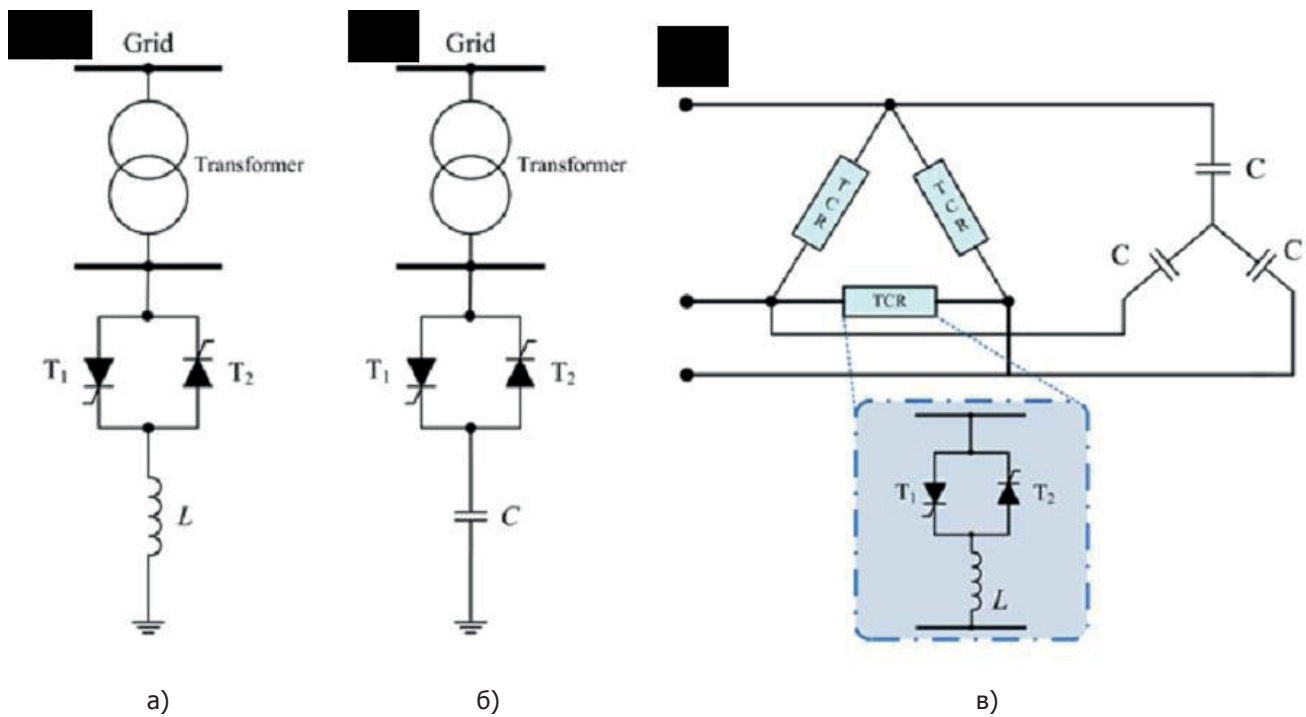 Grid
Transformer
T1
T2
L
Grid
Transformer
T1
T2
C
TCR
TCR
TCR
C
C
C
T1
T2
L
а)
б)
в)